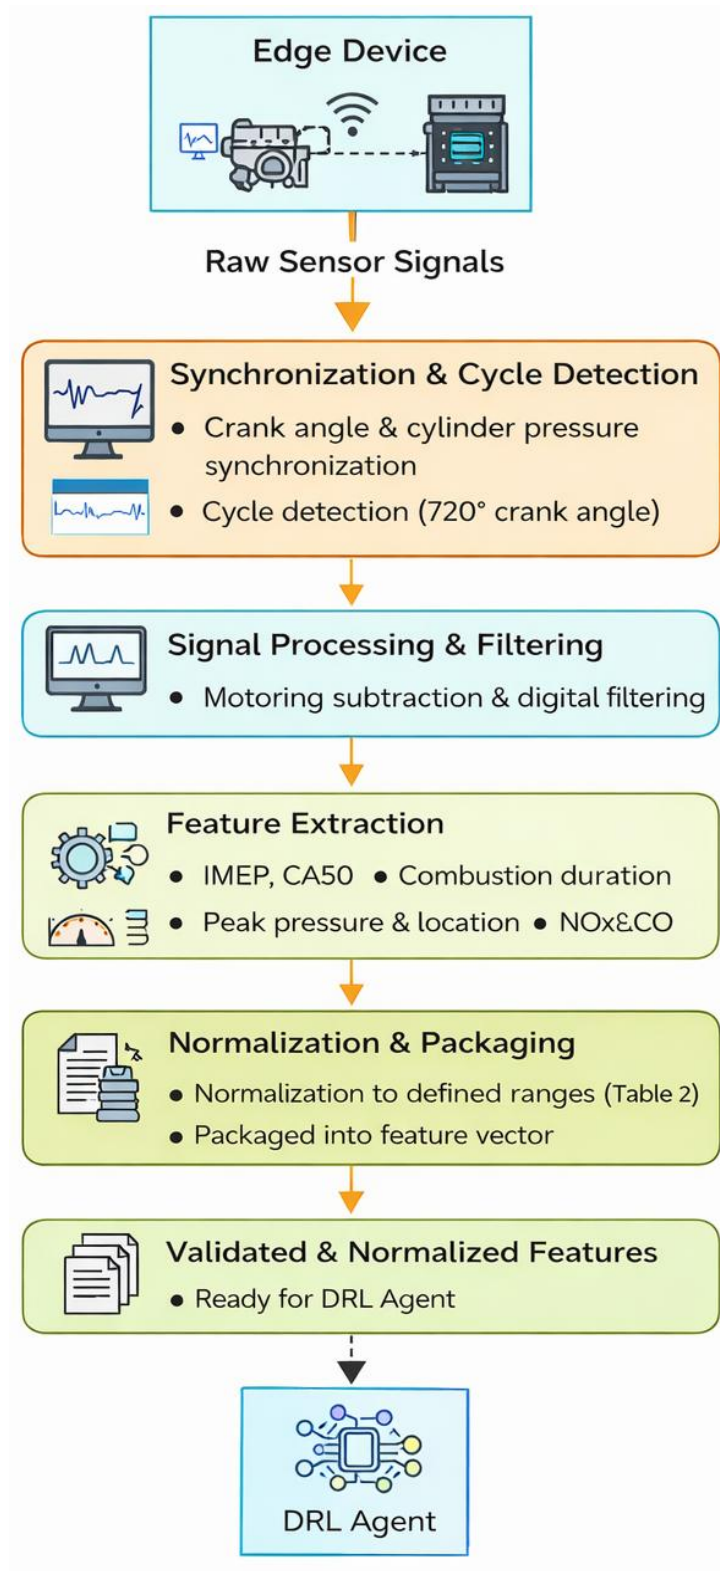 Edge Device
Raw Sensor Signals
Synchronization & Cycle Detection
• Crank angle & cylinder pressure
synchronization
• Cycle detection (720° crank angle)
Signal Processing & Filtering
• Motoring subtraction & digital filtering
Feature Extraction
• IMEP, CA50 • Combustion duration
• Peak pressure & location • NOx&CO
Normalization & Packaging
• Normalization to defined ranges (Table 2)
• Packaged into feature vector
Validated & Normalized Features
• Ready for DRL Agent
DRL Agent